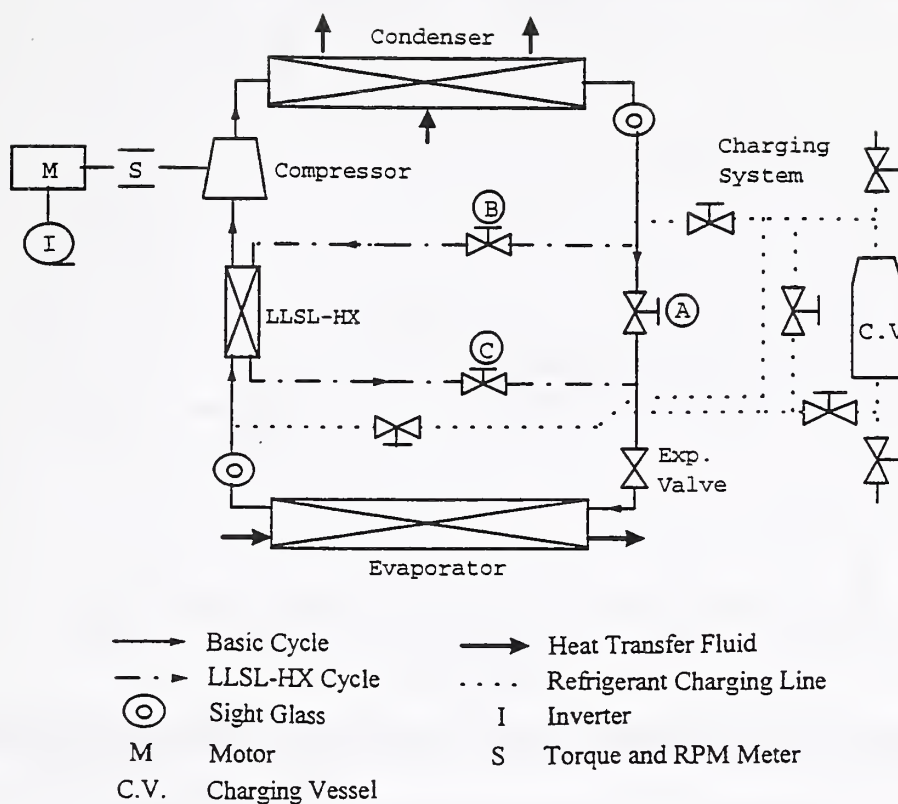 Condenser
M
S
Compressor
I
B
Charging
System
LLSL-HX
A
C.V
C
Exp.
Valve
Evaporator
Basic Cycle
Heat Transfer Fluid
LLSL-HX Cycle
Refrigerant Charging Line
Sight Glass
I Inverter
M Motor
S Torque and RPM Meter
C.V. Charging Vessel